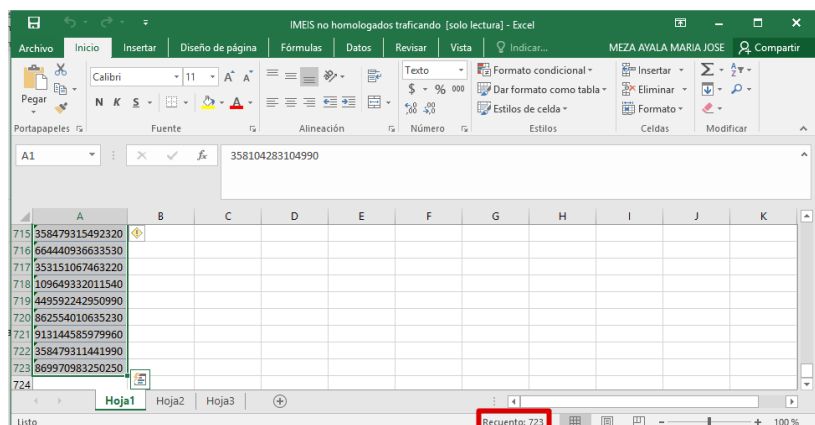 IMEIS no homologados traficando [solo lectura] - Excel
Archivo Inicio Insertar Diseño de página Fórmulas Datos Revisar Vista Indicar... MEZA AYALA MARIA JOSE Compartir
Pegar
Calibri 11 A A
N K S A
Texto
$ % 000
Formato condicional
Dar formato como tabla
Estilos de celda
Insertar
Eliminar
Formato
Portapapeles Fuente Alineación Número Estilos Celdas Modificar
A1 fx 358104283104990
A B C D E F G H I J K
715 358479315492320
716 664440936633530
717 353151067463220
718 109649332011540
719 449592242950990
720 862554010635230
721 913144585979960
722 358479311441990
723 869970983250250
724
Hoja1 Hoja2 Hoja3
Listo Recuento: 723 100 %